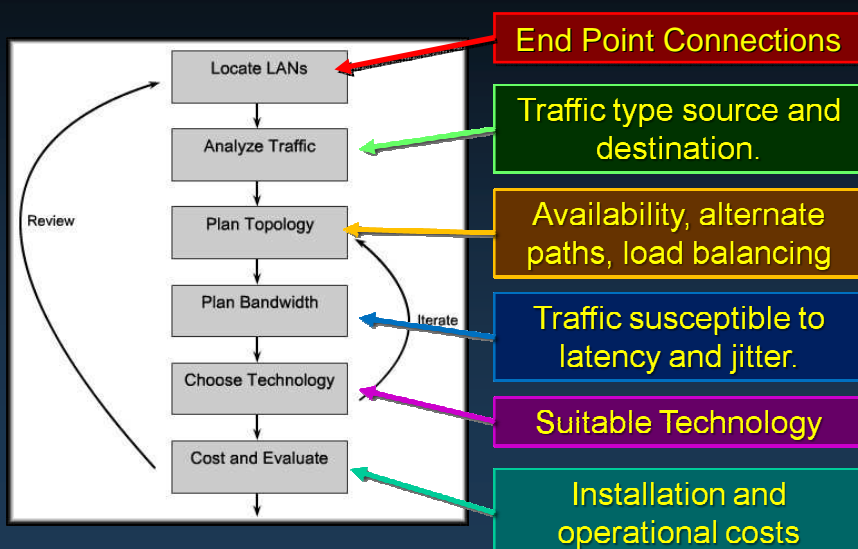 Locate LANs
Analyze Traffic
Plan Topology
Plan Bandwidth
Choose Technology
Cost and Evaluate
Review
Iterate
End Point Connections
Traffic type source and
destination.
Availability, alternate
paths, load balancing
Traffic susceptible to
latency and jitter.
Suitable Technology
Installation and
operational costs